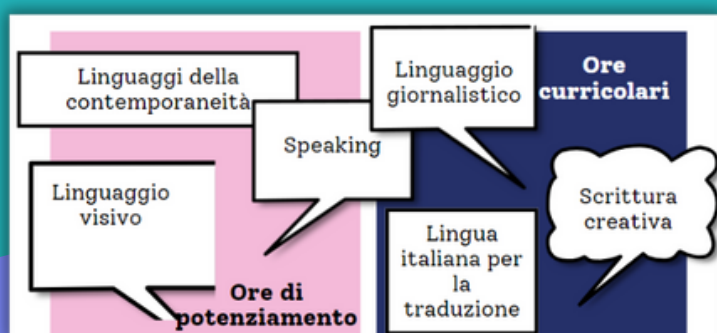 Linguaggi della
contemporaneità
Speaking
Linguaggio
visivo
Ore di
potenziamento
Linguaggio
giornalistico
Ore
curricolari
Scrittura
creativa
Lingua
italiana per
la
traduzione